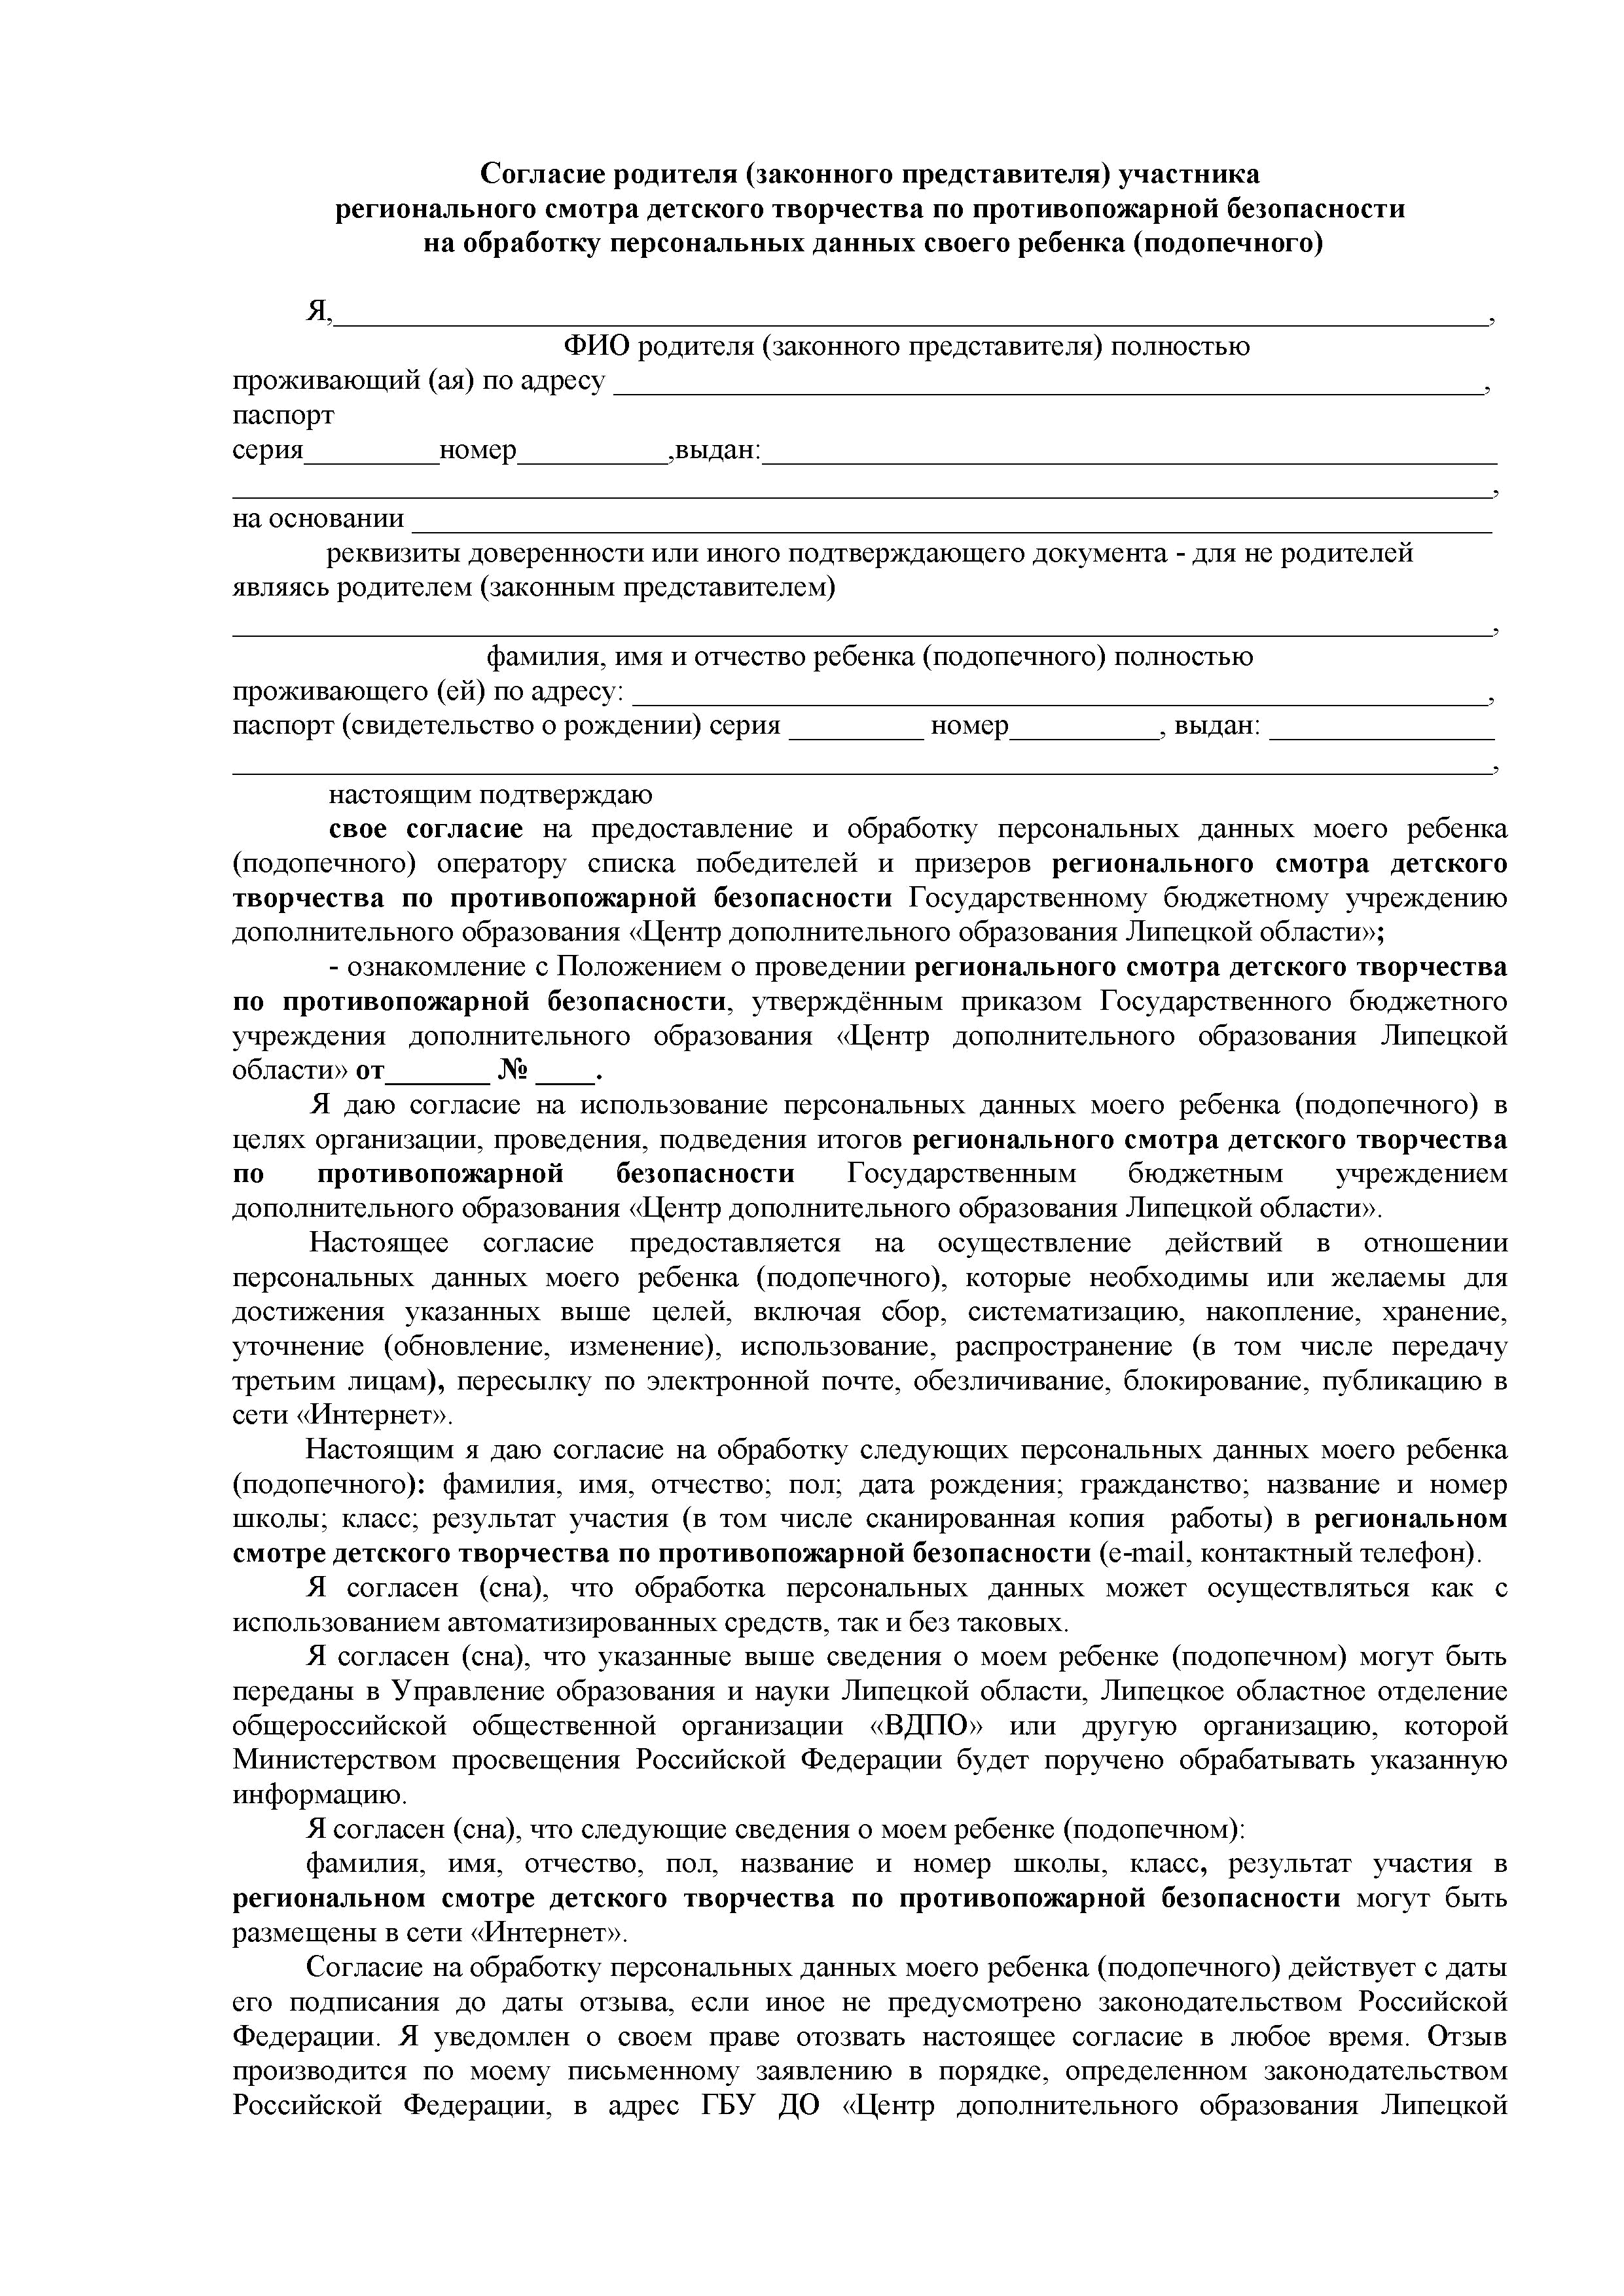 Согласие родителя (законного представителя) участника
регионального смотра детского творчества по противопожарной безопасности
на обработку персональных данных своего ребенка (подопечного)
Я,______________________________,
ФИО родителя (законного представителя) полностью
проживающий (ая) по адресу ______________________________,
паспорт
серия_________номер__________,выдан:______________________________
______________________________,
на основании ______________________________
реквизиты доверенности или иного подтверждающего документа - для не родителей
являясь родителем (законным представителем)
______________________________,
фамилия, имя и отчество ребенка (подопечного) полностью
проживающего (ей) по адресу: ______________________________,
паспорт (свидетельство о рождении) серия _________ номер__________, выдан: _______________
______________________________,
настоящим подтверждаю
свое согласие на предоставление и обработку персональных данных моего ребенка
(подопечного) оператору списка победителей и призеров регионального смотра детского
творчества по противопожарной безопасности Государственному бюджетному учреждению
дополнительного образования «Центр дополнительного образования Липецкой области»;
- ознакомление с Положением о проведении регионального смотра детского творчества
по противопожарной безопасности, утверждённым приказом Государственного бюджетного
учреждения дополнительного образования «Центр дополнительного образования Липецкой
области» от_______ № ____.
Я даю согласие на использование персональных данных моего ребенка (подопечного) в
целях организации, проведения, подведения итогов регионального смотра детского творчества
по противопожарной безопасности Государственным бюджетным учреждением
дополнительного образования «Центр дополнительного образования Липецкой области».
Настоящее согласие предоставляется на осуществление действий в отношении
персональных данных моего ребенка (подопечного), которые необходимы или желаемы для
достижения указанных выше целей, включая сбор, систематизацию, накопление, хранение,
уточнение (обновление, изменение), использование, распространение (в том числе передачу
третьим лицам), пересылку по электронной почте, обезличивание, блокирование, публикацию в
сети «Интернет».
Настоящим я даю согласие на обработку следующих персональных данных моего ребенка
(подопечного): фамилия, имя, отчество; пол; дата рождения; гражданство; название и номер
школы; класс; результат участия (в том числе сканированная копия работы) в региональном
смотре детского творчества по противопожарной безопасности (e-mail, контактный телефон).
Я согласен (сна), что обработка персональных данных может осуществляться как с
использованием автоматизированных средств, так и без таковых.
Я согласен (сна), что указанные выше сведения о моем ребенке (подопечном) могут быть
переданы в Управление образования и науки Липецкой области, Липецкое областное отделение
общероссийской общественной организации «ВДПО» или другую организацию, которой
Министерством просвещения Российской Федерации будет поручено обрабатывать указанную
информацию.
Я согласен (сна), что следующие сведения о моем ребенке (подопечном):
фамилия, имя, отчество, пол, название и номер школы, класс, результат участия в
региональном смотре детского творчества по противопожарной безопасности могут быть
размещены в сети «Интернет».
Согласие на обработку персональных данных моего ребенка (подопечного) действует с даты
его подписания до даты отзыва, если иное не предусмотрено законодательством Российской
Федерации. Я уведомлен о своем праве отозвать настоящее согласие в любое время. Отзыв
производится по моему письменному заявлению в порядке, определенном законодательством
Российской Федерации, в адрес ГБУ ДО «Центр дополнительного образования Липецкой